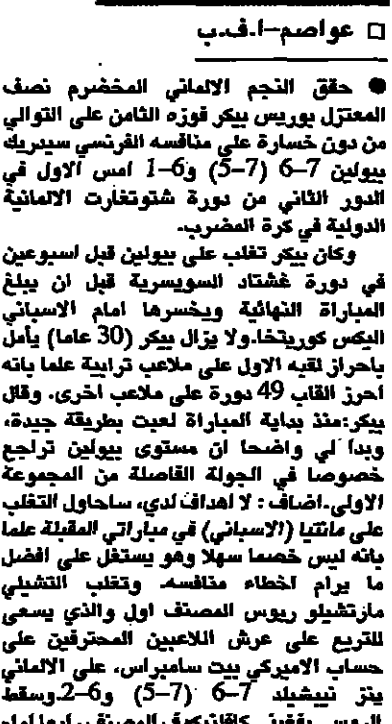 □ عواصم–ا.ف.ب
● حقق النجم الالماني المخضرم نصف
المعتزل بوريس بيكر فوزه الثامن على التوالي
من دون خسارة على منافسه الفرنسي سيدريك
بيولين 7–6 (7–5) و6–1 امس الاول في
الدور الثاني من دورة شتوتغارت الالمانية
الدولية في كرة المضرب.
وكان بيكر تغلب على بيولين قبل اسبوعين
في دورة غشتاد السويسرية قبل ان يبلغ
المباراة النهائية ويخسرها امام الاسباني
اليكس كوريتخا.ولا يزال بيكر (30 عاما) يأمل
باحراز لقبه الاول على ملاعب ترابية علما بانه
احرز القاب 49 دورة على ملاعب اخرى. وقال
بيكر:منذ بداية المباراة لعبت بطريقة جيدة،
وبدا لي واضحا ان مستوى بيولين تراجع
خصوصا في الجولة الفاصلة من المجموعة
الاولى.اضاف : لا اهداف لدي، ساحاول التغلب
على مانتيا (الاسباني) في مباراتي المقبلة علما
بانه ليس خصما سهلا وهو يستغل على افضل
ما يرام اخطاء منافسه. وتغلب التشيلي
مارتشيلو ريوس المصنف اول والذي يسعى
للتربع على عرش اللاعبين المحترفين على
حساب الاميركي بيت سامبراس، على الالماني
ينز نيبشيلد 7–6 (7–5) و6–2.وسقط
الروسي يفغيني كافلنيكوف المصنف